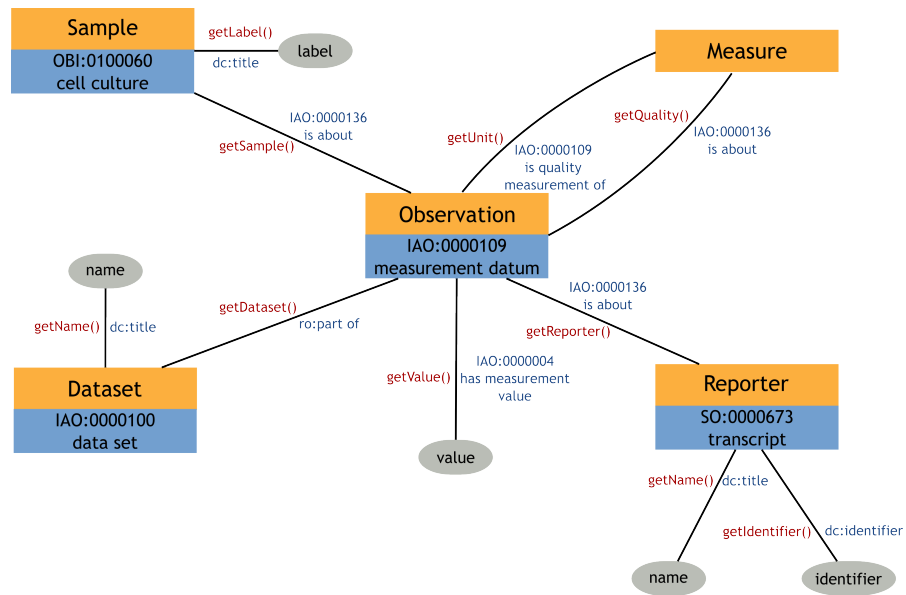 Sample
OBI:0100060
cell culture
getLabel()
dc:title
label
Measure
IAO:0000136
is about
getSample()
getUnit()
IAO:0000109
is quality
measurement of
getQuality()
IAO:0000136
is about
Observation
IAO:0000109
measurement datum
name
getName()
dc:title
getDataset()
ro:part of
IAO:0000136
is about
getReporter()
getValue()
IAO:0000004
has measurement
value
value
Dataset
IAO:0000100
data set
Reporter
SO:0000673
transcript
getName()
dc:title
getIdentifier()
dc:identifier
name
identifier